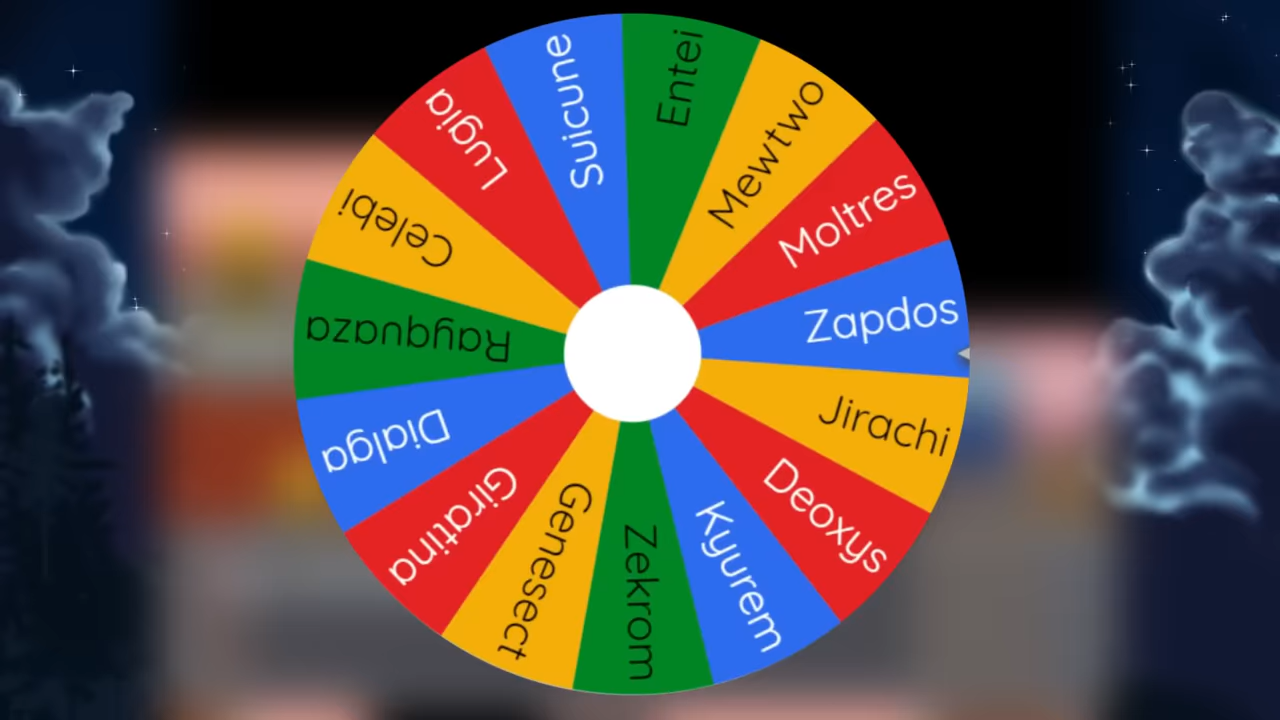 Entei
Mewtwo
Moltres
Zapdos
Jirachi
Deoxys
Kyurem
Zekrom
Genesect
Giratina
Dialga
Rayquaza
Celebi
Lugia
Suicune